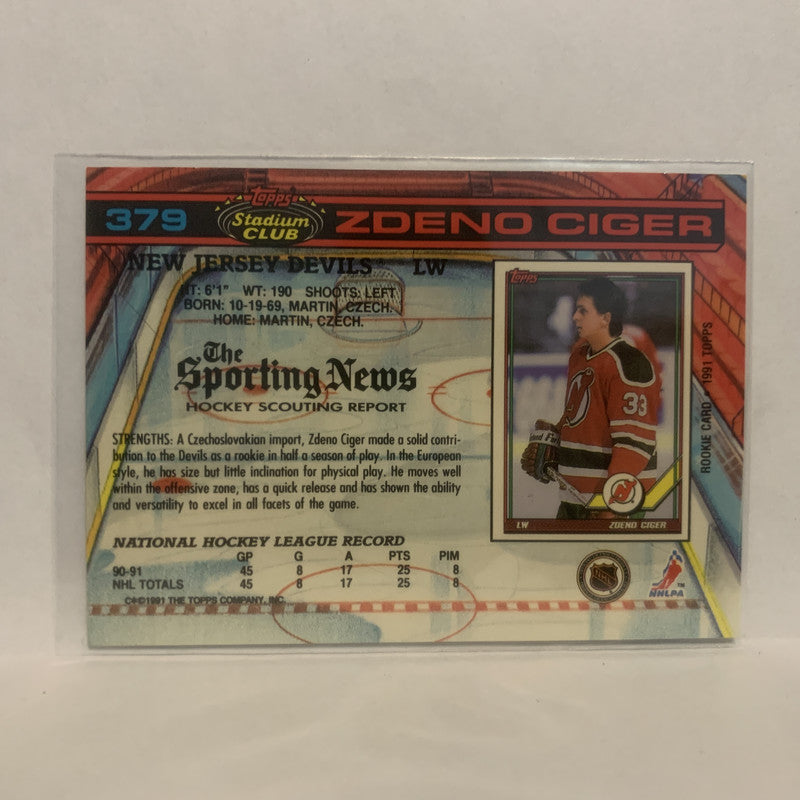 379
Topps
Stadium
CLUB
ZDENO CIGER
NEW JERSEY DEVILS LW
HT: 6'1" WT: 190 SHOOTS: LEFT
BORN: 10-19-69, MARTIN, CZECH.
HOME: MARTIN, CZECH.
The
Sporting News
HOCKEY SCOUTING REPORT
STRENGTHS: A Czechoslovakian import, Zdeno Ciger made a solid contri-
bution to the Devils as a rookie in half a season of play. In the European
style, he has size but little inclination for physical play. He moves well
within the offensive zone, has a quick release and has shown the ability
and versatility to excel in all facets of the game.
NATIONAL HOCKEY LEAGUE RECORD
GP G A PTS PIM
90-91 45 8 17 25 8
NHL TOTALS 45 8 17 25 8
©1991 THE TOPPS COMPANY, INC.
Topps
33
LW ZDENO CIGER
ROOKIE CARD • 1991 TOPPS
NHL
NHLPA
TM